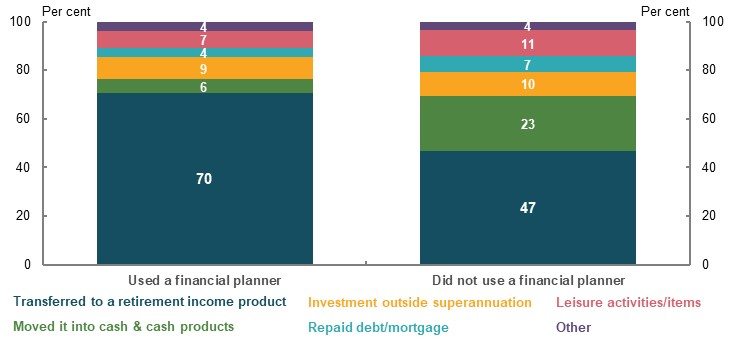 Per cent Per cent
100 4 4 100
7 11
80 4 7 80
9 10
6
60 23 60
40 70 40
20 47 20
0 0
Used a financial planner Did not use a financial planner
Transferred to a retirement income product Investment outside superannuation Leisure activities/items
Moved it into cash & cash products Repaid debt/mortgage Other